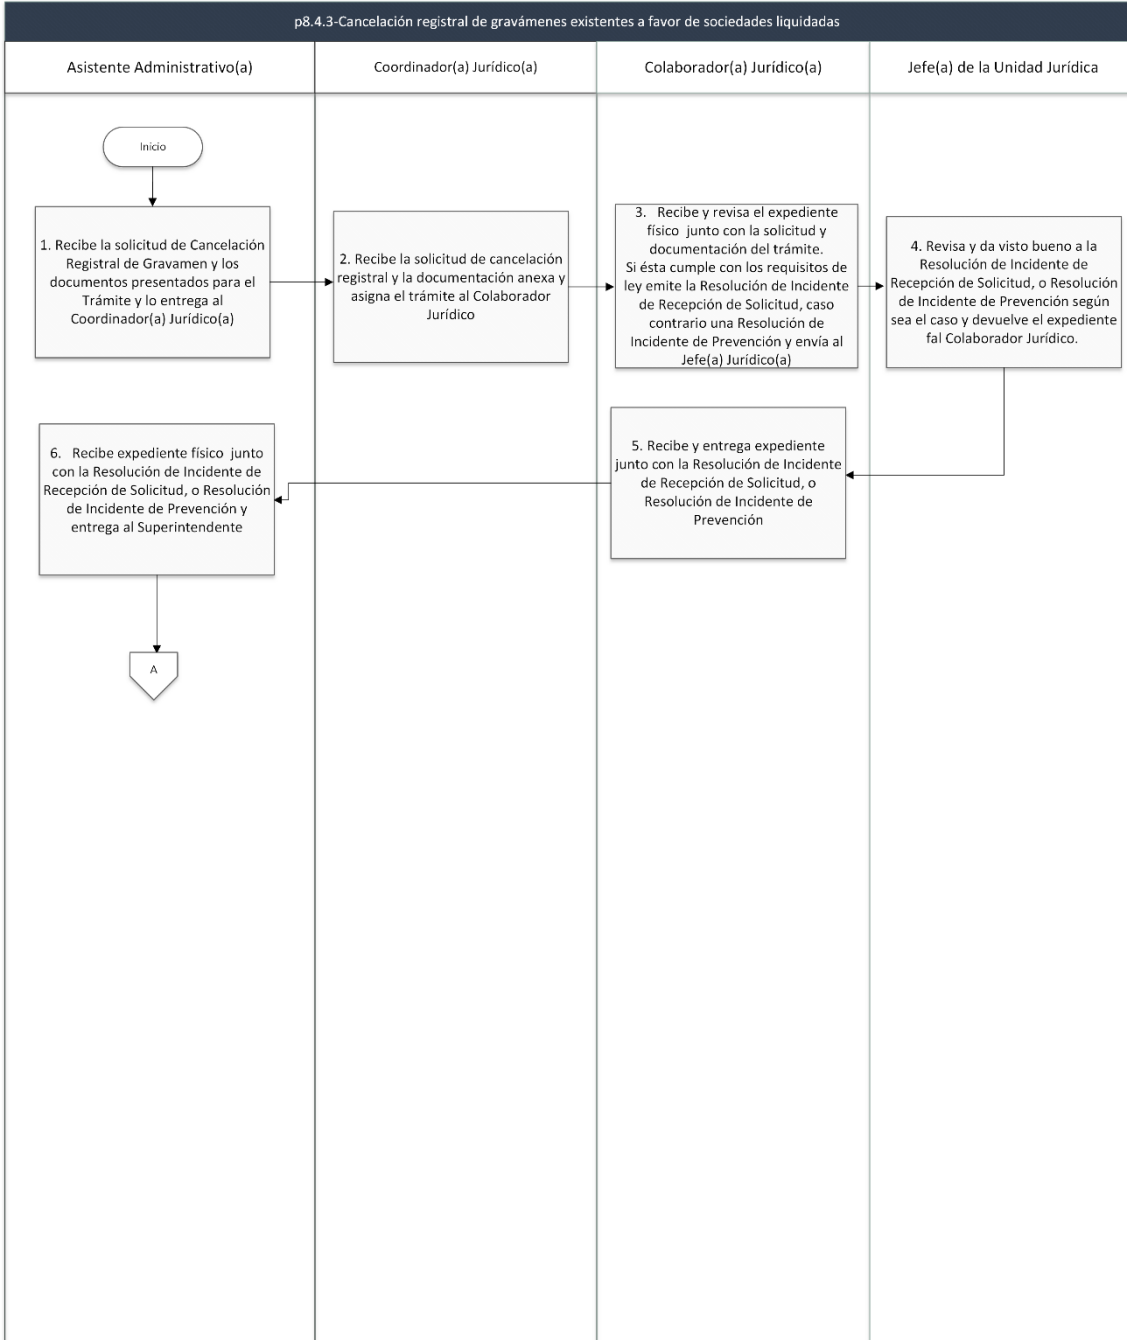 p8.4.3-Cancelación registral de gravámenes existentes a favor de sociedades liquidadas
Asistente Administrativo(a)
Coordinador(a) Jurídico(a)
Colaborador(a) Jurídico(a)
Jefe(a) de la Unidad Jurídica
Inicio
1. Recibe la solicitud de Cancelación
Registral de Gravamen y los
documentos presentados para el
Trámite y lo entrega al
Coordinador(a) Jurídico(a)
2. Recibe la solicitud de cancelación
registral y la documentación anexa y
asigna el trámite al Colaborador
Jurídico
3. Recibe y revisa el expediente
físico junto con la solicitud y
documentación del trámite.
Si ésta cumple con los requisitos de
ley emite la Resolución de Incidente
de Recepción de Solicitud, caso
contrario una Resolución de
Incidente de Prevención y envía al
Jefe(a) Jurídico(a)
4. Revisa y da visto bueno a la
Resolución de Incidente de
Recepción de Solicitud, o Resolución
de Incidente de Prevención según
sea el caso y devuelve el expediente
fal Colaborador Jurídico.
5. Recibe y entrega expediente
junto con la Resolución de Incidente
de Recepción de Solicitud, o
Resolución de Incidente de
Prevención
6. Recibe expediente físico junto
con la Resolución de Incidente de
Recepción de Solicitud, o Resolución
de Incidente de Prevención y
entrega al Superintendente
A